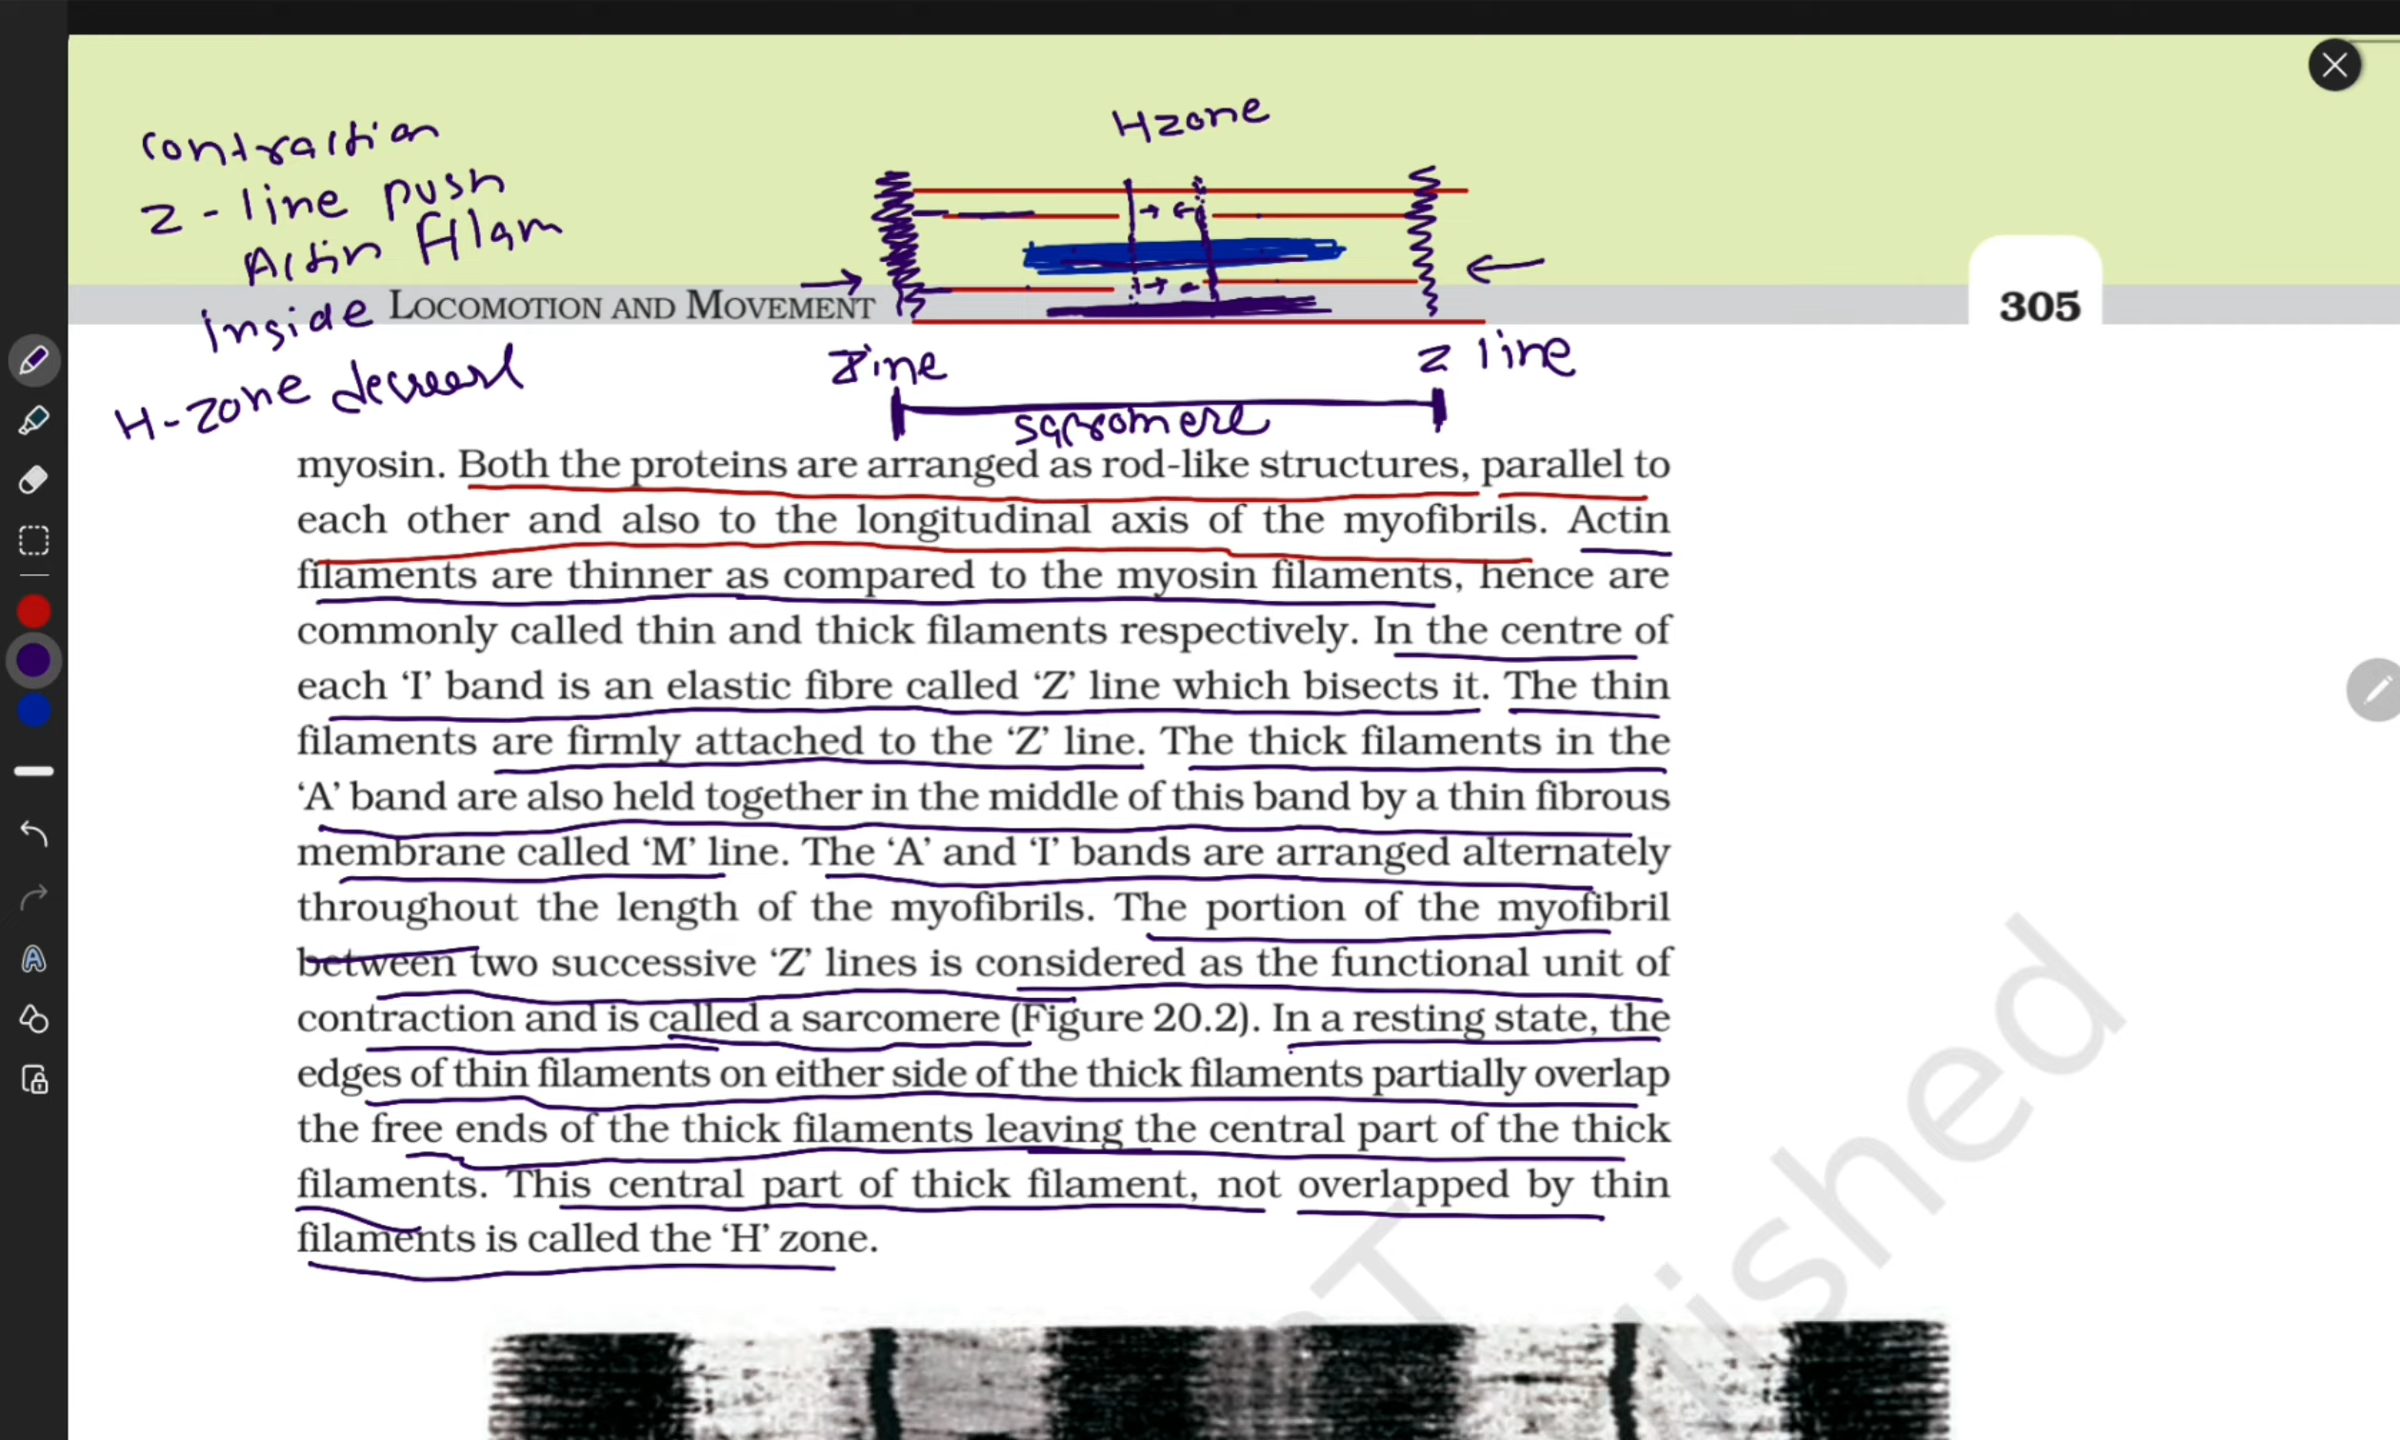 Hzone
contraction
Z-line push
Actin Filam
inside
H-zone decrease
LOCOMOTION AND MOVEMENT
305
Zine
Z line
sarcomere
myosin. Both the proteins are arranged as rod-like structures, parallel to
each other and also to the longitudinal axis of the myofibrils. Actin
filaments are thinner as compared to the myosin filaments, hence are
commonly called thin and thick filaments respectively. In the centre of
each ‘I’ band is an elastic fibre called ‘Z’ line which bisects it. The thin
filaments are firmly attached to the ‘Z’ line. The thick filaments in the
‘A’ band are also held together in the middle of this band by a thin fibrous
membrane called ‘M’ line. The ‘A’ and ‘I’ bands are arranged alternately
throughout the length of the myofibrils. The portion of the myofibril
between two successive ‘Z’ lines is considered as the functional unit of
contraction and is called a sarcomere (Figure 20.2). In a resting state, the
edges of thin filaments on either side of the thick filaments partially overlap
the free ends of the thick filaments leaving the central part of the thick
filaments. This central part of thick filament, not overlapped by thin
filaments is called the ‘H’ zone.